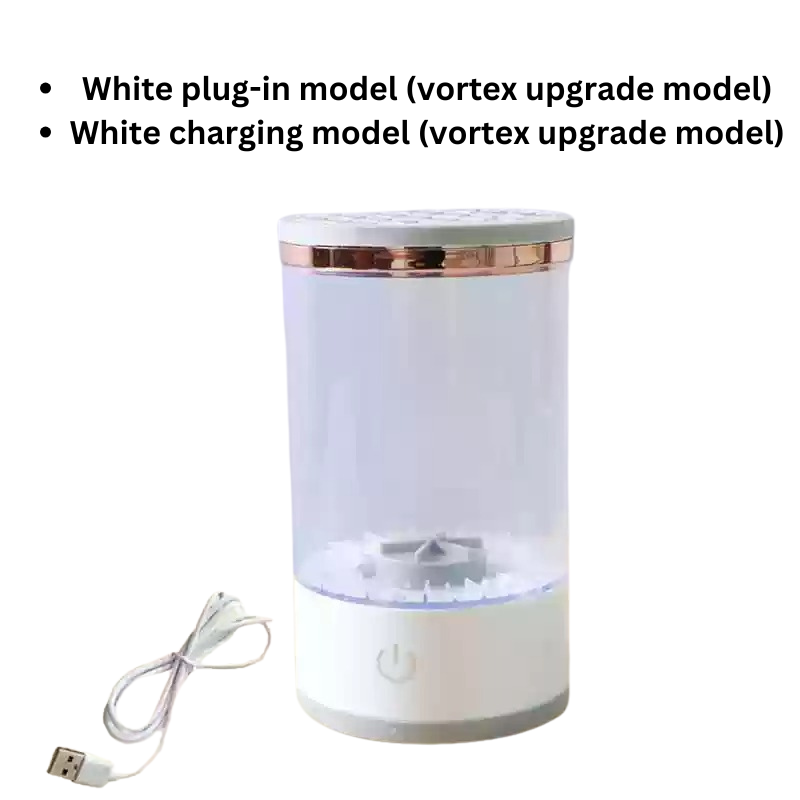 • White plug-in model (vortex upgrade model)
• White charging model (vortex upgrade model)